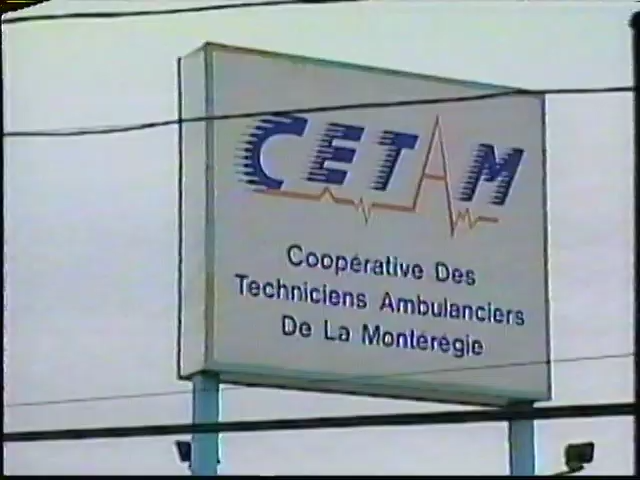 CETAM
Coopérative Des
Techniciens Ambulanciers
De La Montérégie